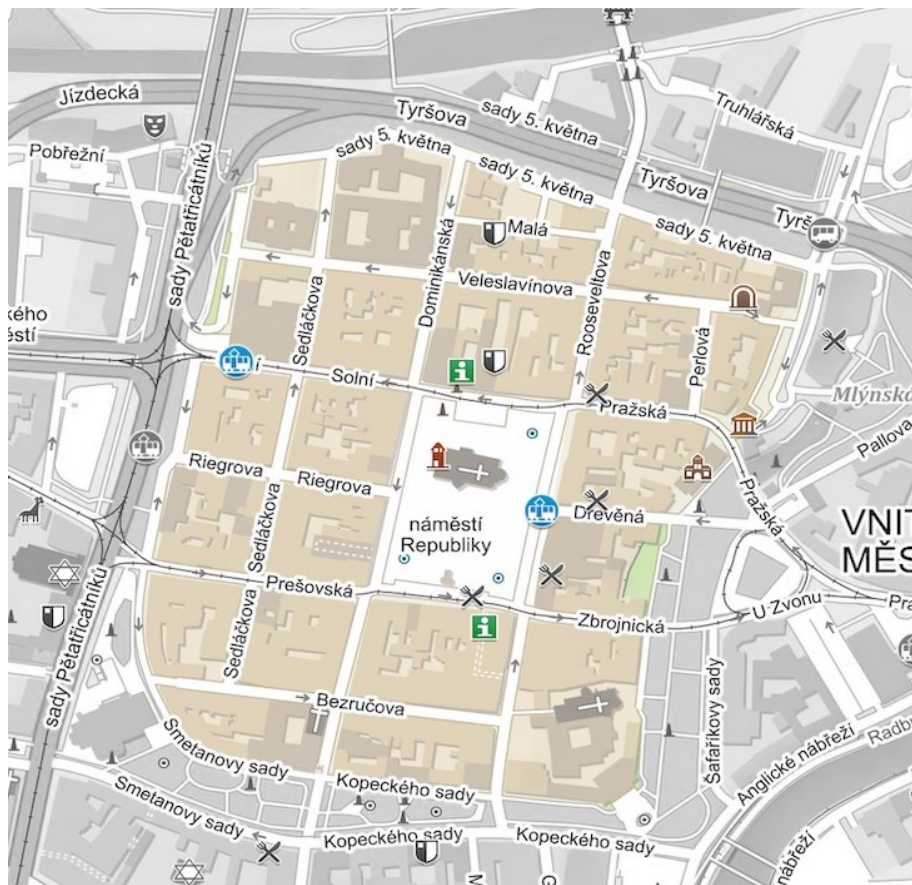 Jízdecká
Tyršova
sady 5. května
Truhlářská
Pobřežní
sady 5. května
sady 5. května
Tyršova
sady Pětatřicátníků
Malá
sady 5. května
Dominikánská
Veleslavínova
Rooseveltova
Sedláčkova
Perlová
Solní
Pražská
Mlýnská
Pallova
Riegrova
Riegrova
Sedláčkova
náměstí
Republiky
Dřevěná
Pražská
VNIT
MĚS
Přešovská
Zbrojnická
U Zvonu
Sedláčkova
sady Pětatřicátníků
Bezručova
Šafaříkovy sady
Anglické nábřeží
Smetanovy sady
Kopeckého sady
Smetanovy sady
Kopeckého sady
Kopeckého sady
nábřeží